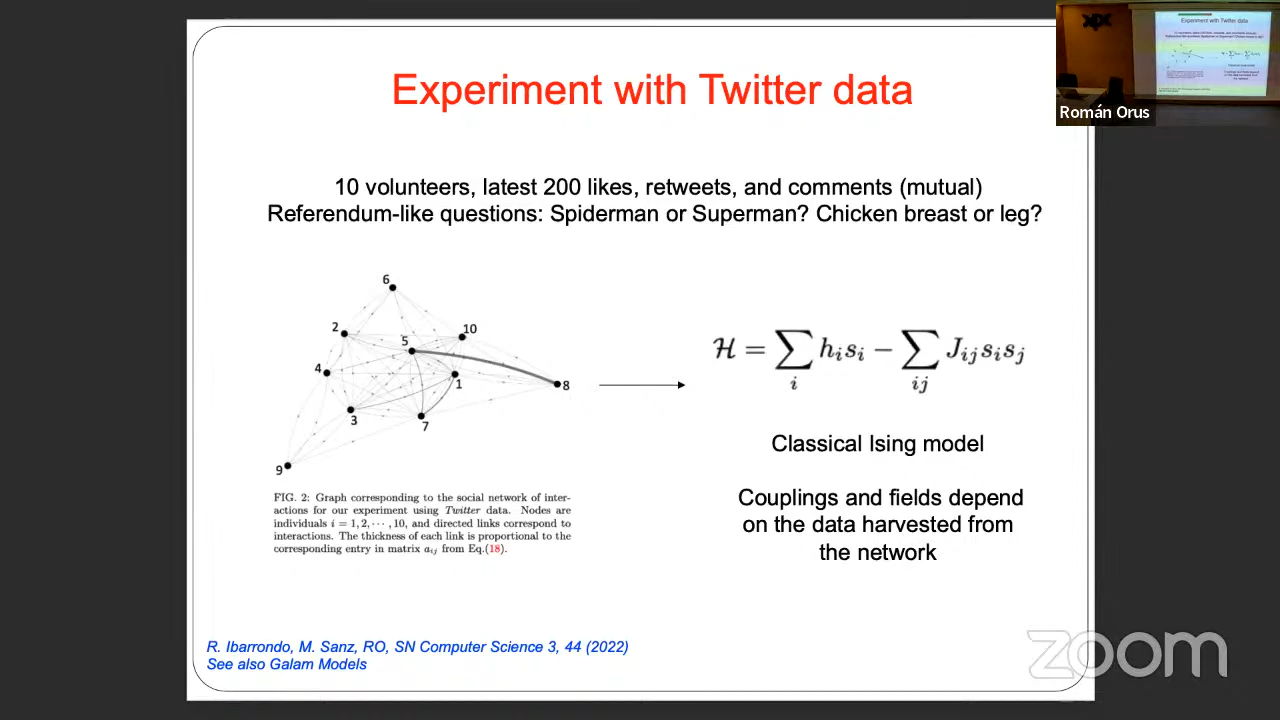 Experiment with Twitter data
Román Orus
10 volunteers, latest 200 likes, retweets, and comments (mutual)
Referendum-like questions: Spiderman or Superman? Chicken breast or leg?
6
2
10
5
4
1
8
3
7
9
H = ∑ᵢ hᵢsᵢ − ∑ᵢⱼ Jᵢⱼsᵢsⱼ
Classical Ising model
Couplings and fields depend
on the data harvested from
the network
FIG. 2: Graph corresponding to the social network of inter-
actions for our experiment using Twitter data. Nodes are
individuals i = 1, 2, ⋯ , 10, and directed links correspond to
interactions. The thickness of each link is proportional to the
corresponding entry in matrix aᵢⱼ from Eq.(18).
R. Ibarrondo, M. Sanz, RO, SN Computer Science 3, 44 (2022)
See also Galam Models
zoom